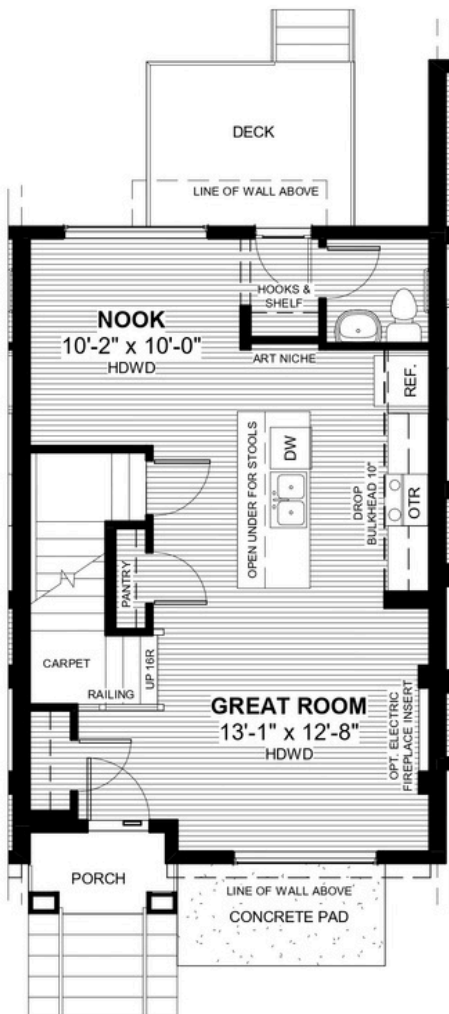 DECK
LINE OF WALL ABOVE
HOOKS &
SHELF
NOOK
10'-2" x 10'-0"
HDWD
ART NICHE
REF.
OPEN UNDER FOR STOOLS
DW
DROP
BULKHEAD 10"
OTR
PANTRY
CARPET
RAILING
UP 16R
GREAT ROOM
13'-1" x 12'-8"
HDWD
OPT. ELECTRIC
FIREPLACE INSERT
PORCH
LINE OF WALL ABOVE
CONCRETE PAD